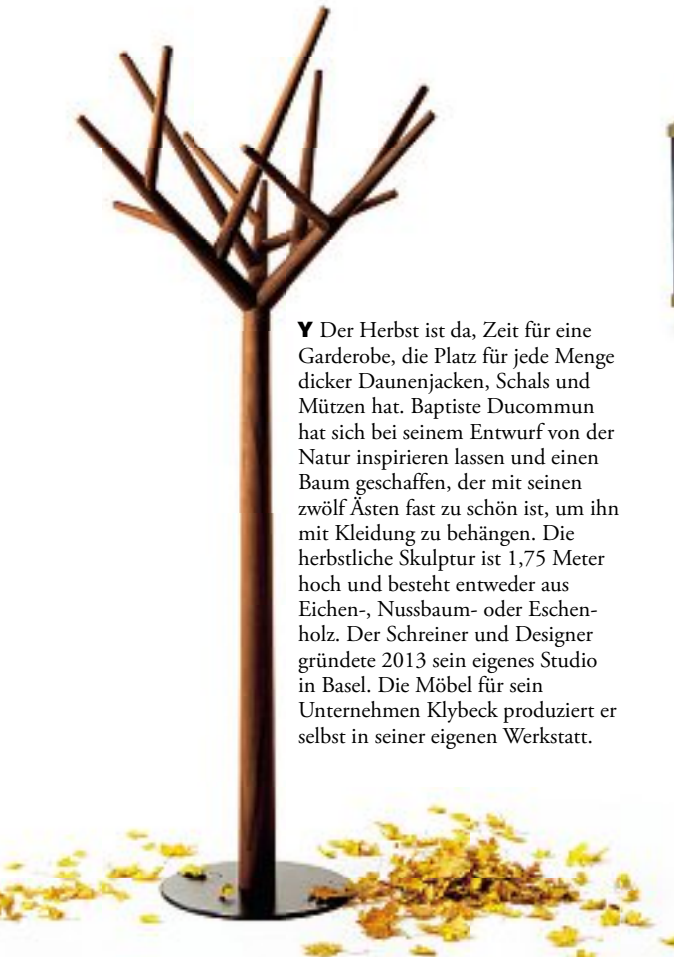 Y Der Herbst ist da, Zeit für eine
Garderobe, die Platz für jede Menge
dicker Daunenjacken, Schals und
Mützen hat. Baptiste Ducommun
hat sich bei seinem Entwurf von der
Natur inspirieren lassen und einen
Baum geschaffen, der mit seinen
zwölf Ästen fast zu schön ist, um ihn
mit Kleidung zu behängen. Die
herbstliche Skulptur ist 1,75 Meter
hoch und besteht entweder aus
Eichen-, Nussbaum- oder Eschen-
holz. Der Schreiner und Designer
gründete 2013 sein eigenes Studio
in Basel. Die Möbel für sein
Unternehmen Klybeck produziert er
selbst in seiner eigenen Werkstatt.